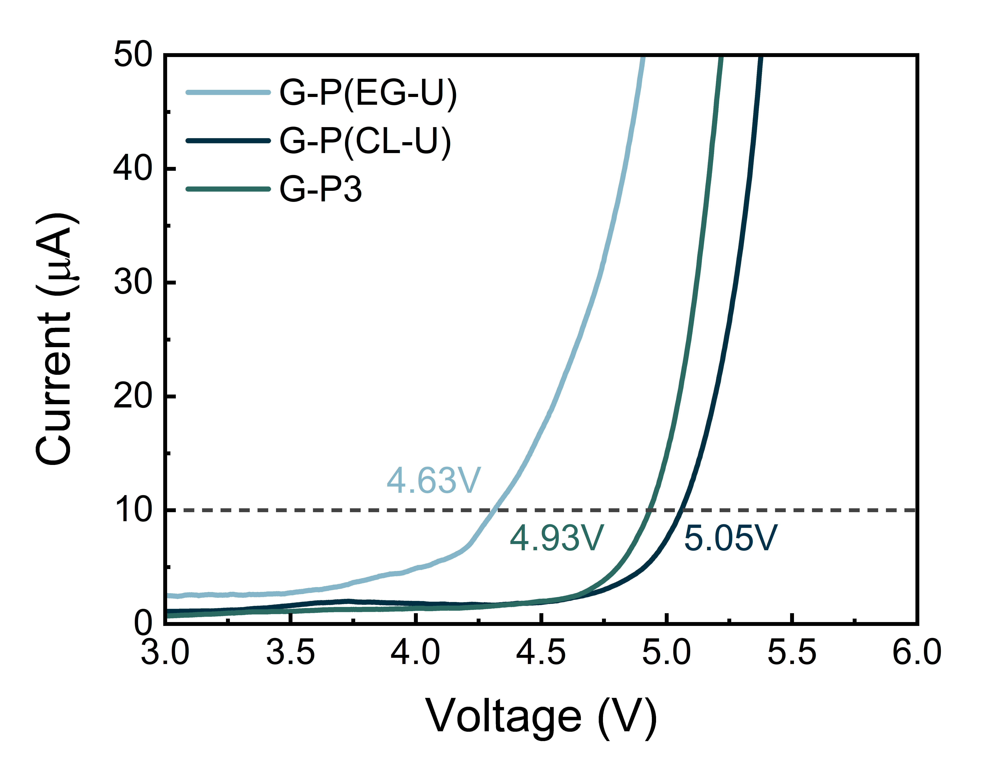 50
40
30
20
10
0
Current (μA)
G-P(EG-U)
G-P(CL-U)
G-P3
4.63V
4.93V
5.05V
3.0 3.5 4.0 4.5 5.0 5.5 6.0
Voltage (V)